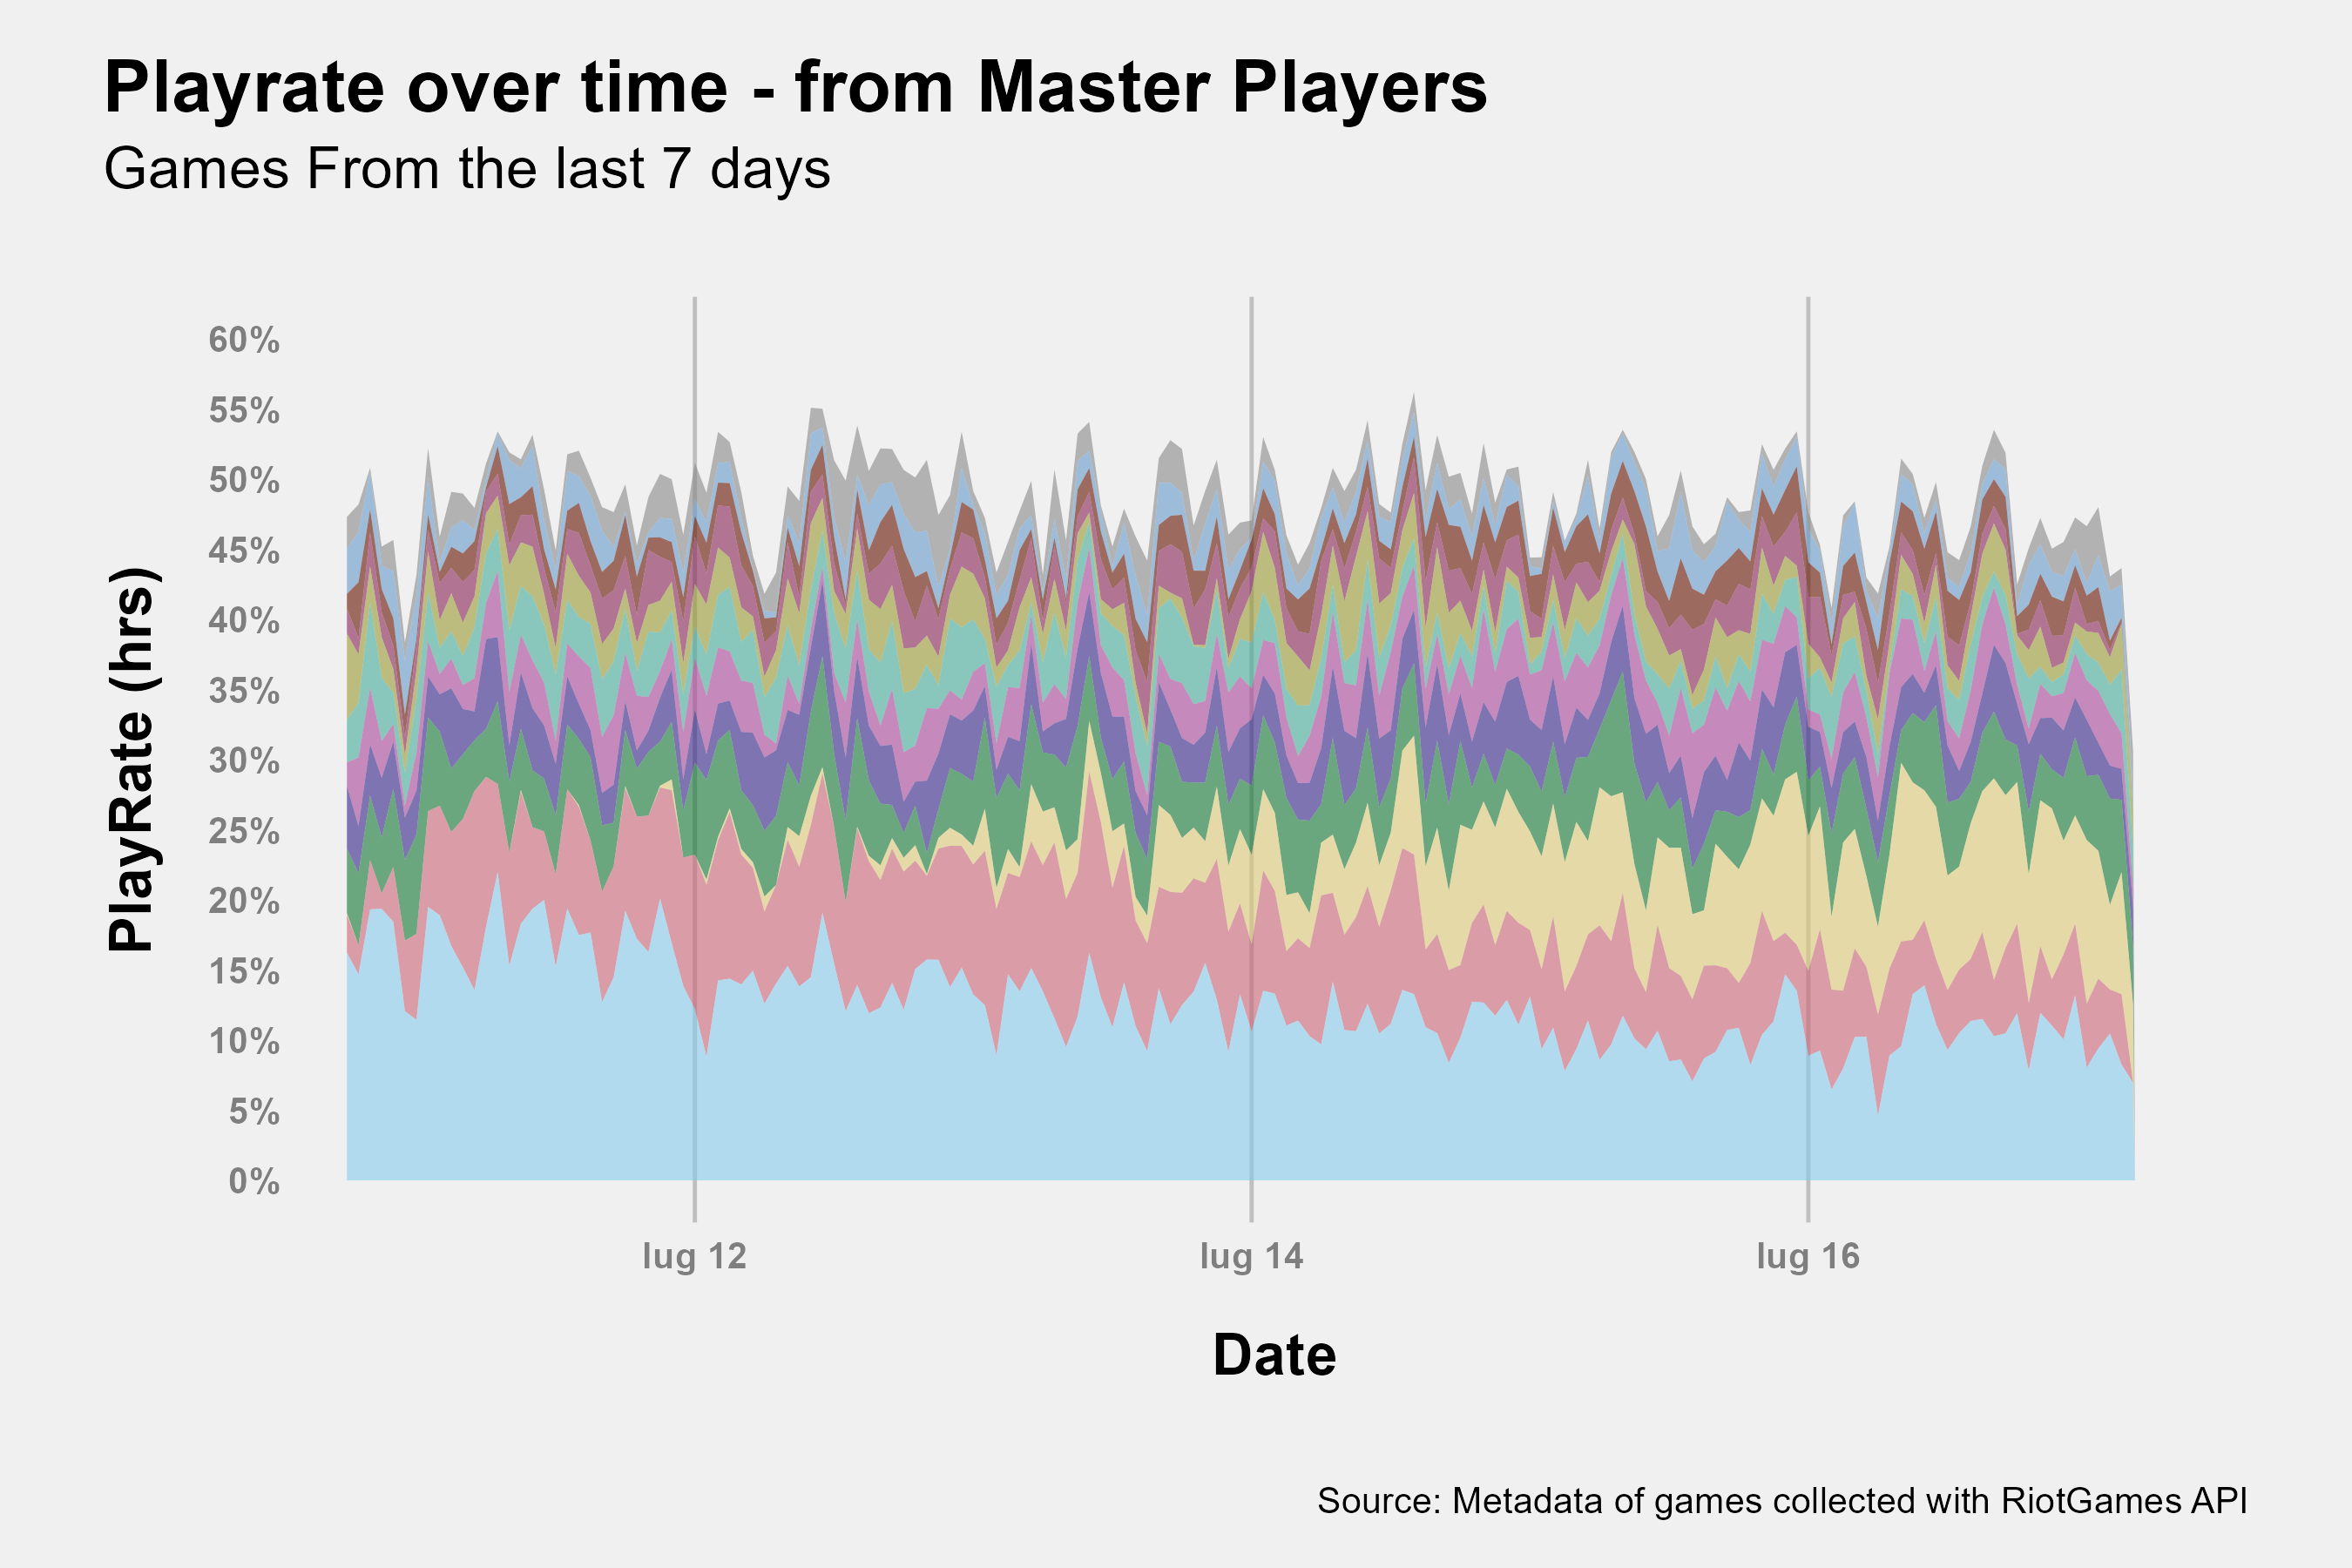 Playrate over time - from Master Players
Games From the last 7 days
PlayRate (hrs)
60%
55%
50%
45%
40%
35%
30%
25%
20%
15%
10%
5%
0%
lug 12
lug 14
lug 16
Date
Source: Metadata of games collected with RiotGames API